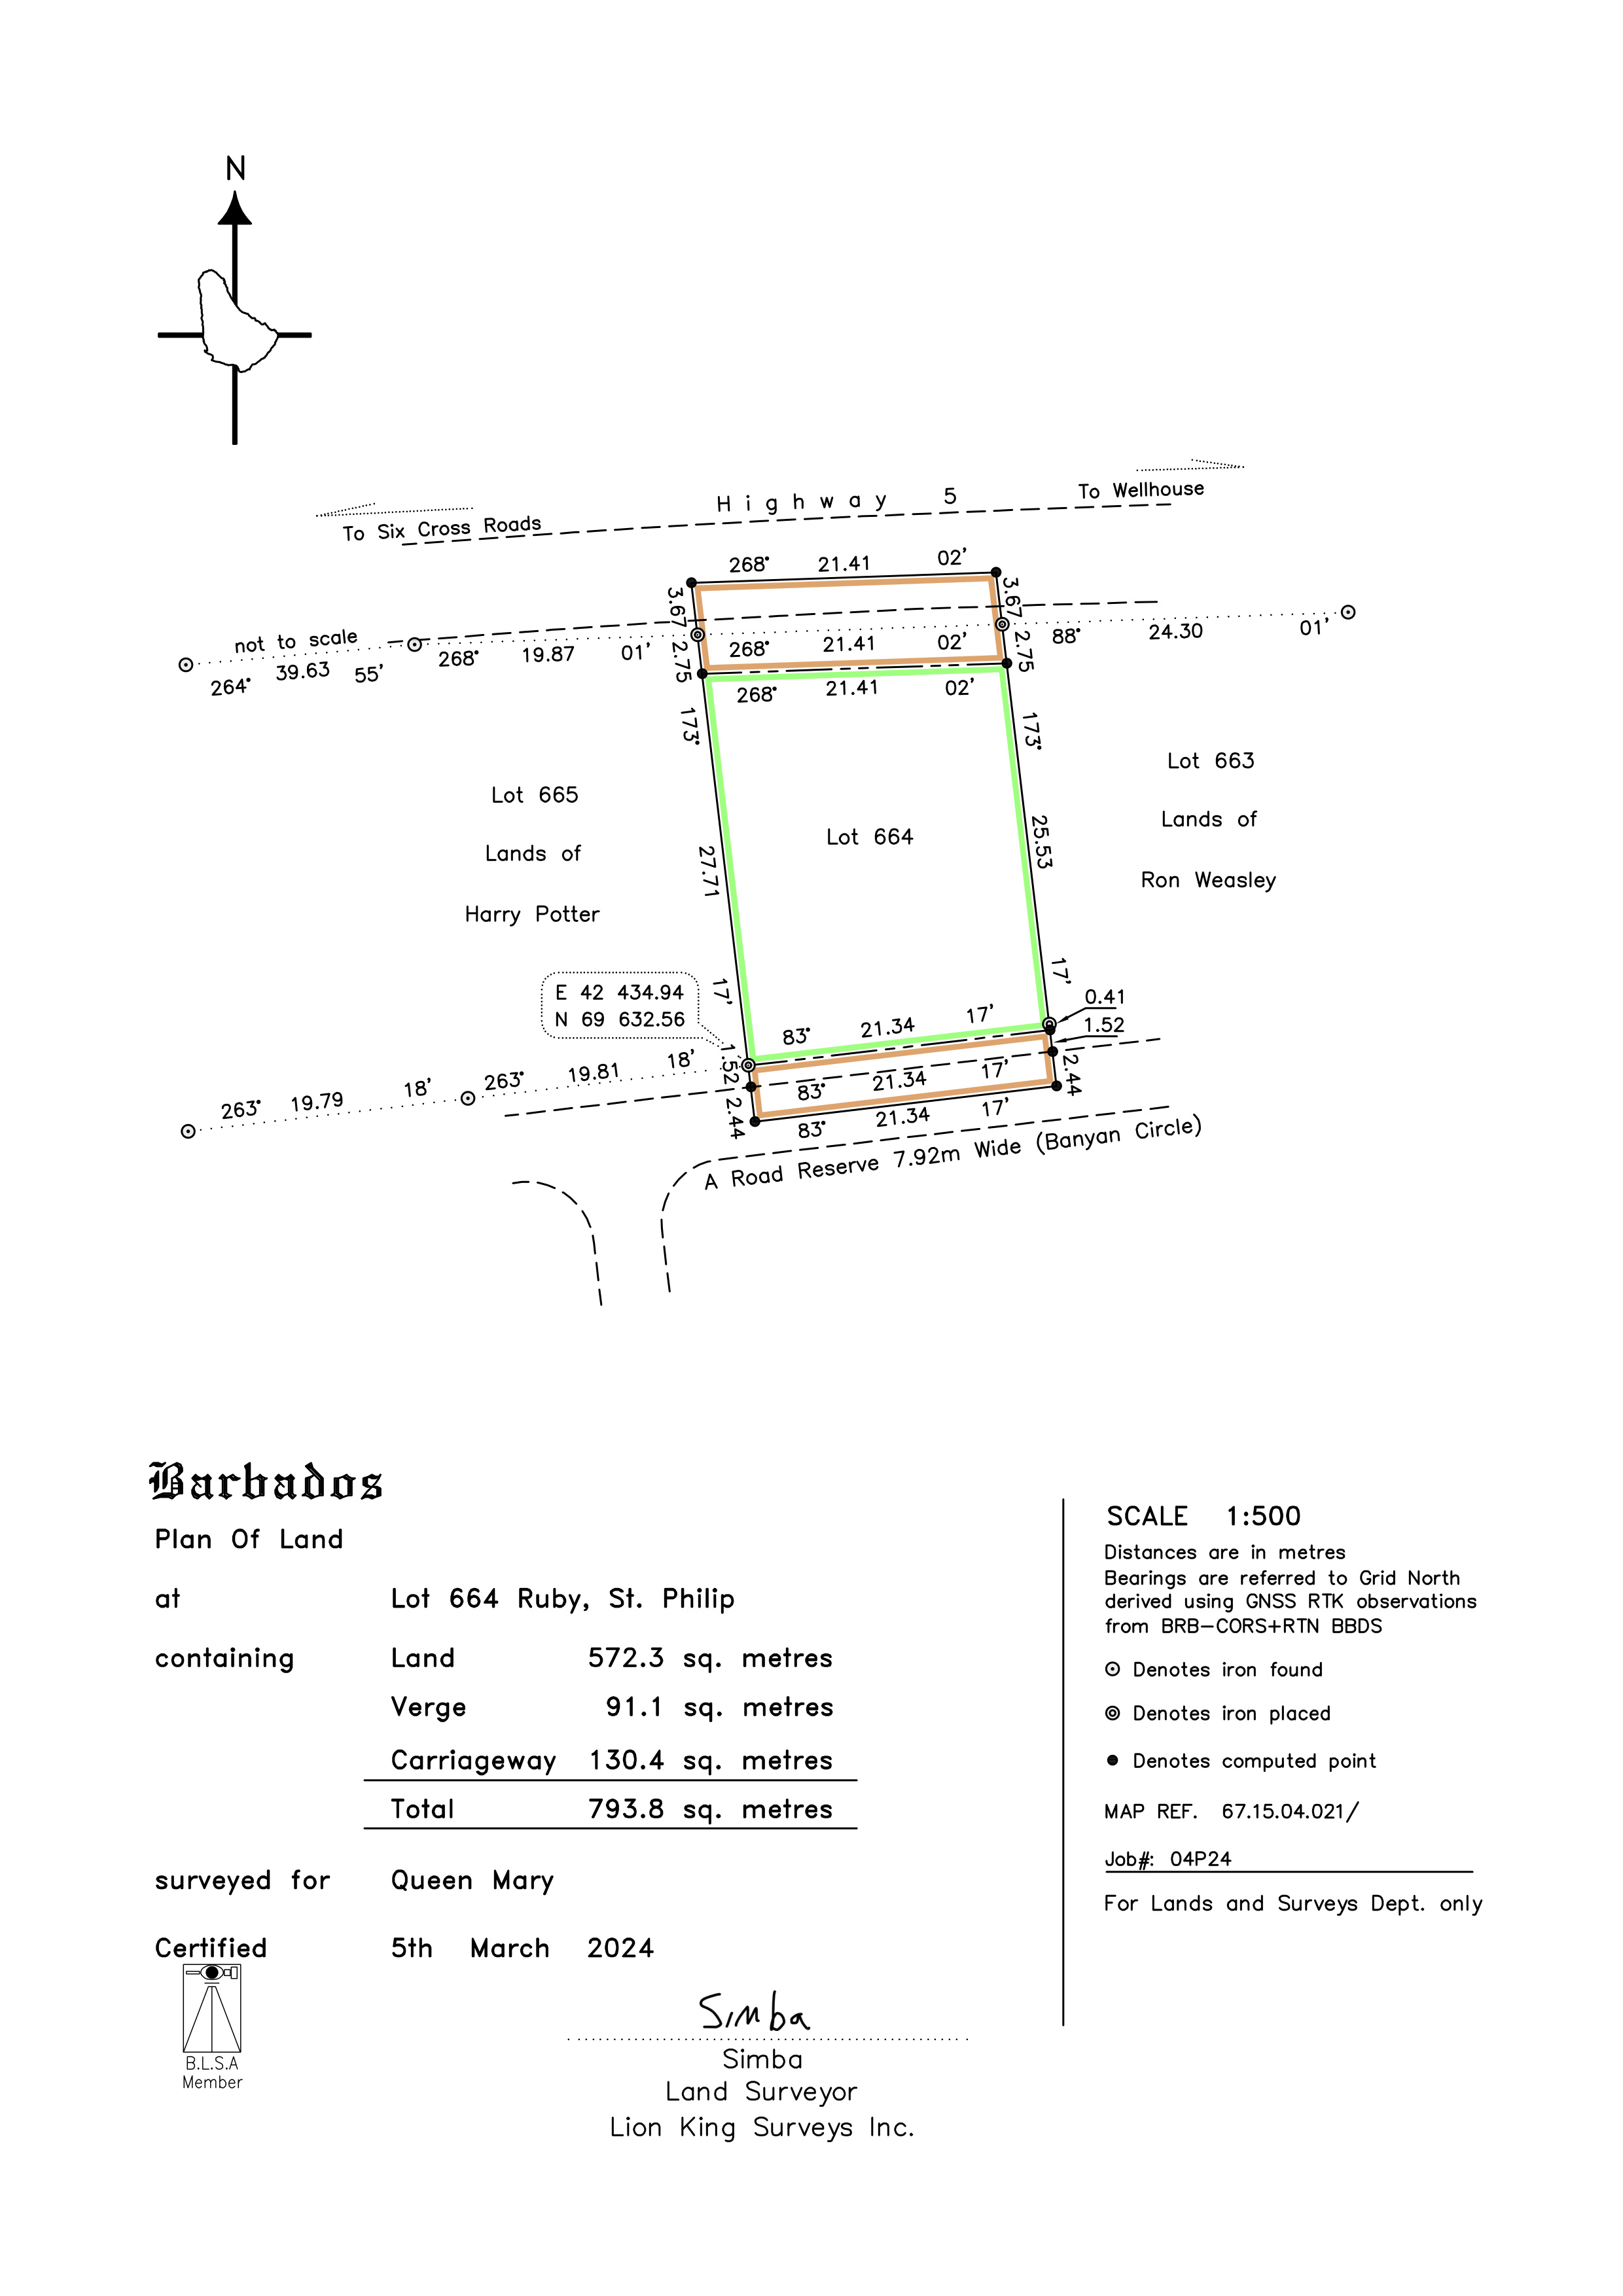 N
Highway 5
To Wellhouse
To Six Cross Roads
268° 21.41 02'
3.67
3.67
not to scale
264° 39.63 55'
268° 19.87 01'
2.75
268° 21.41 02'
2.75
88° 24.30 01'
268° 21.41 02'
173°
173°
Lot 665
Lands of
Harry Potter
Lot 664
Lot 663
Lands of
Ron Weasley
27.71
25.53
17'
17'
E 42 434.94
N 69 632.56
0.41
1.52
83° 21.34 17'
1.52
2.44
2.44
263° 19.79 18'
263° 19.81 18'
83° 21.34 17'
83° 21.34 17'
A Road Reserve 7.92m Wide (Banyan Circle)
Barbados
Plan Of Land
at Lot 664 Ruby, St. Philip
containing Land 572.3 sq. metres
Verge 91.1 sq. metres
Carriageway 130.4 sq. metres
Total 793.8 sq. metres
surveyed for Queen Mary
Certified 5th March 2024
B.L.S.A
Member
Simba
Simba
Land Surveyor
Lion King Surveys Inc.
SCALE 1:500
Distances are in metres
Bearings are referred to Grid North
derived using GNSS RTK observations
from BRB-CORS+RTN BBDS
Denotes iron found
Denotes iron placed
Denotes computed point
MAP REF. 67.15.04.021/
Job#: 04P24
For Lands and Surveys Dept. only